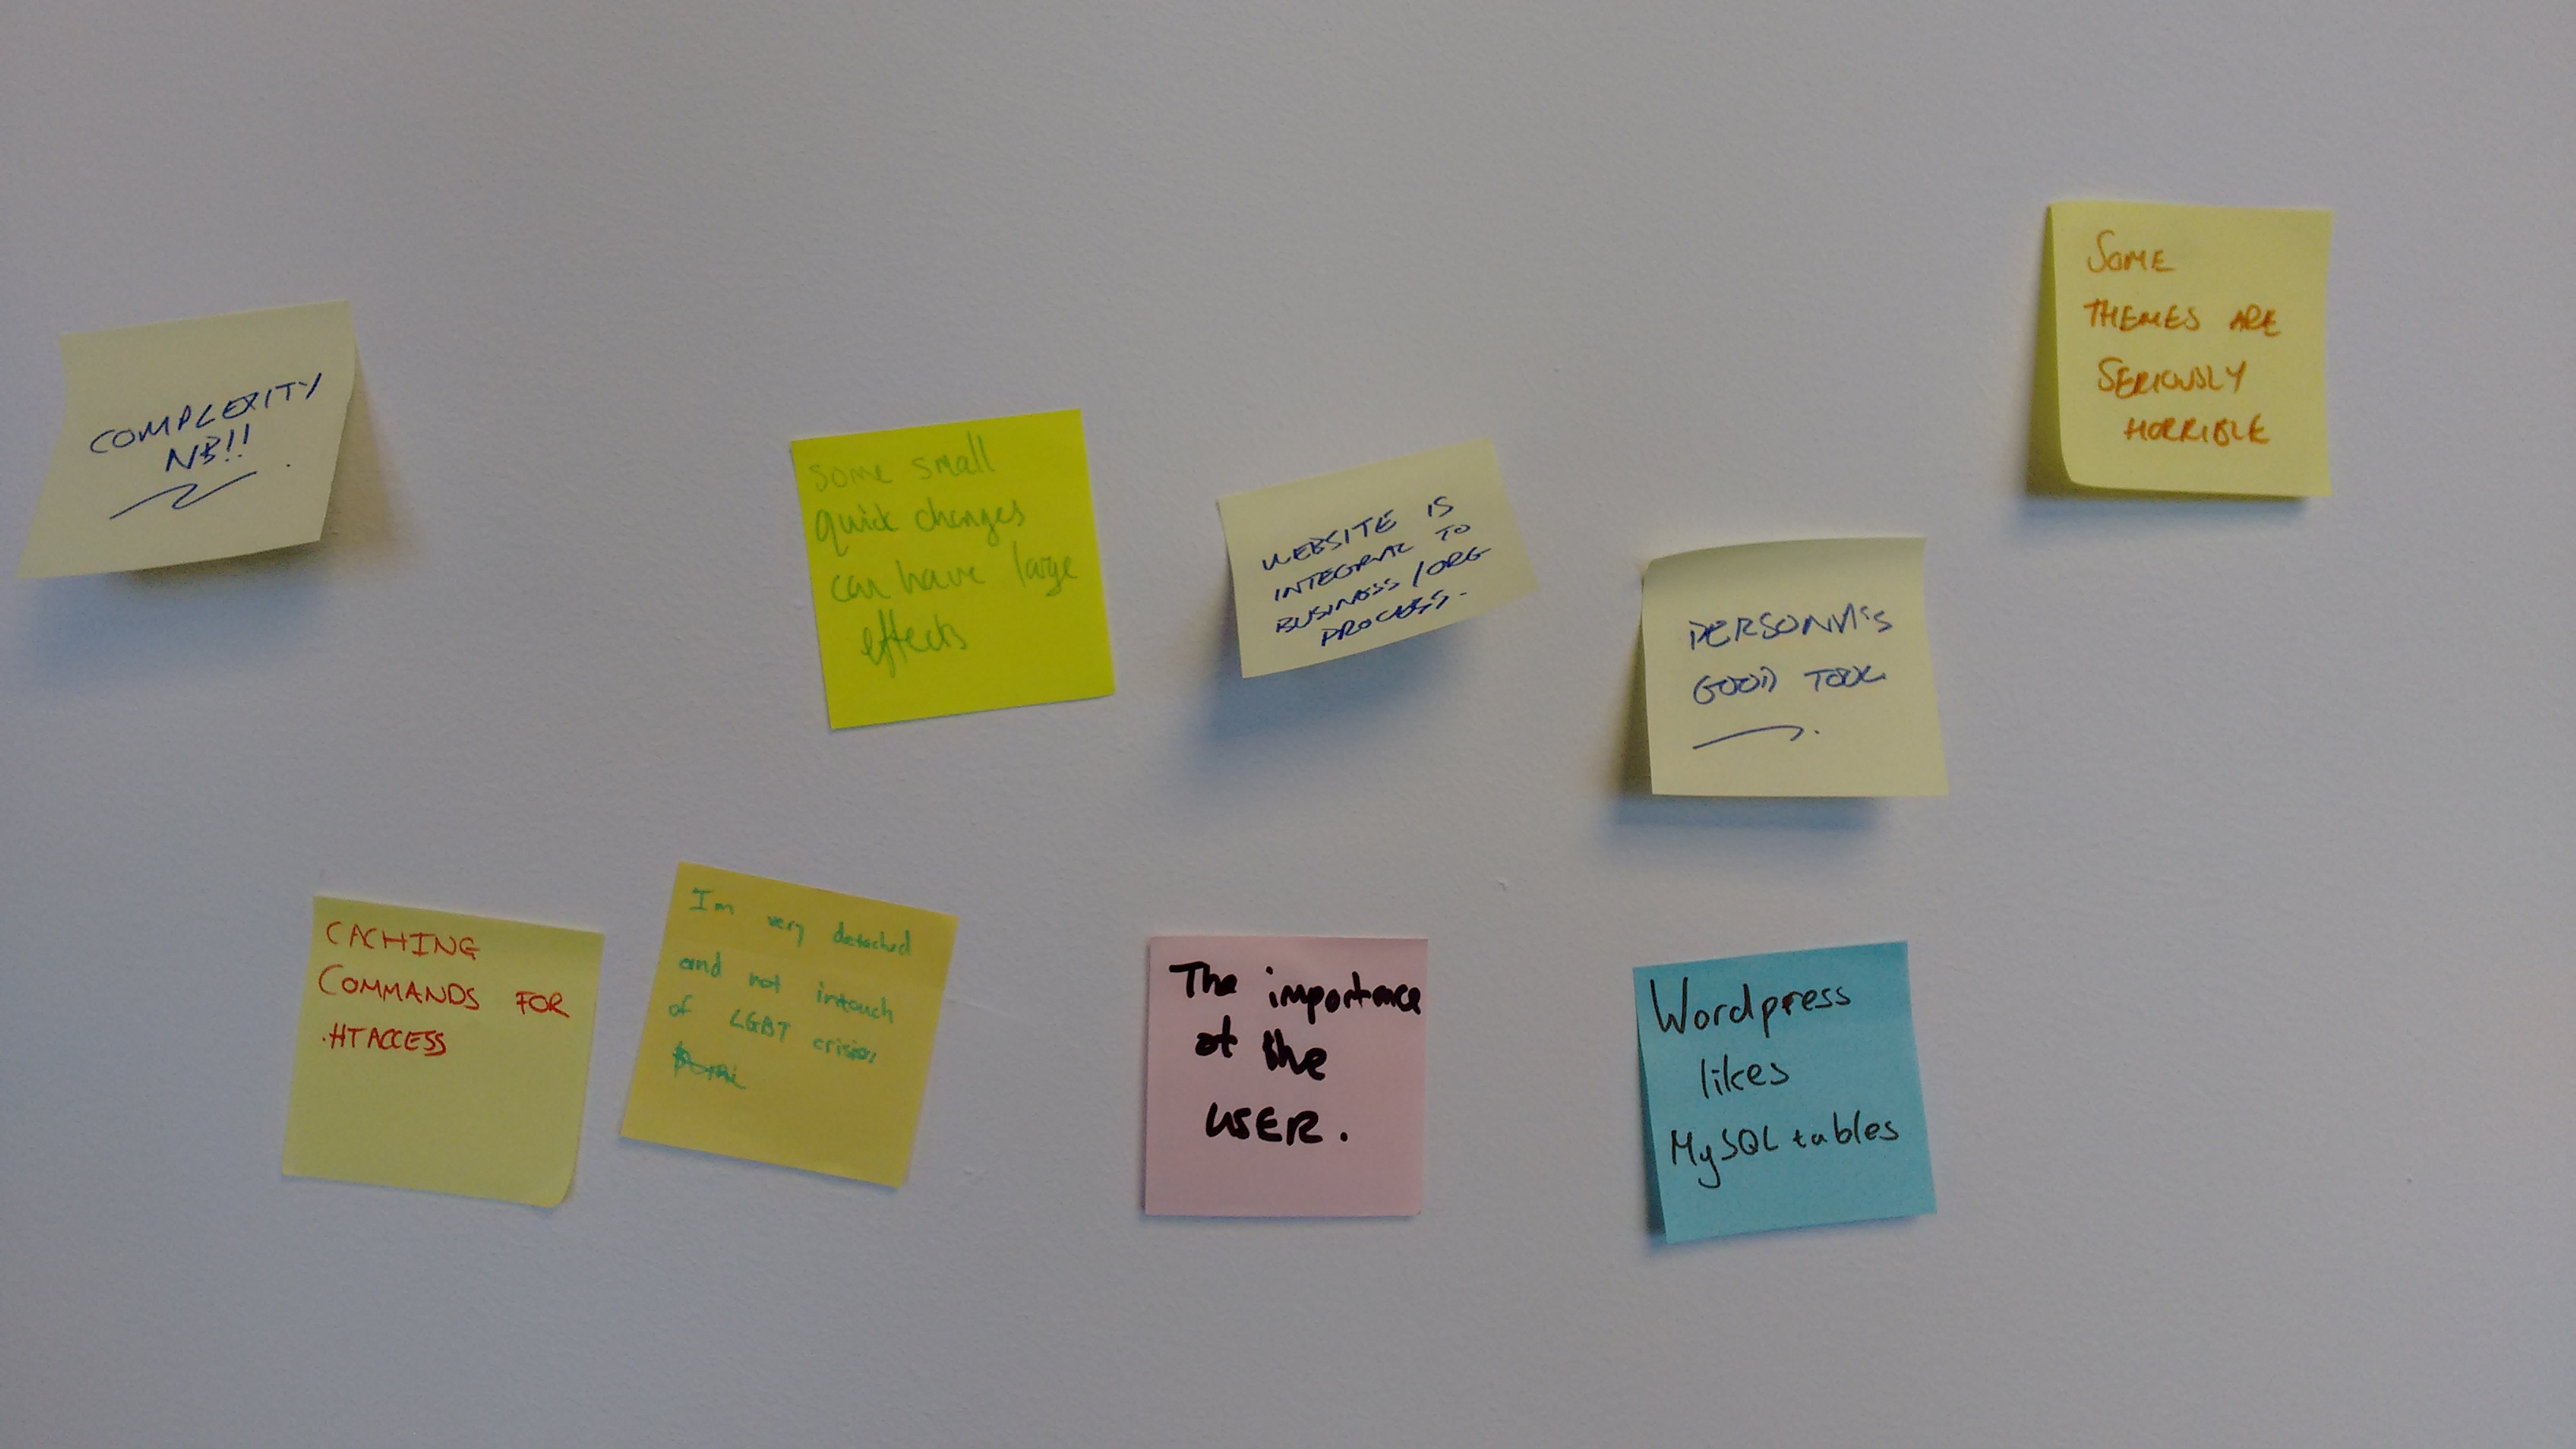 SOME
THEMES ARE
SERIOUSLY
HORRIBLE
COMPLEXITY
NB!!
some small
quick changes
can have large
effects
WEBSITE IS
INTEGRAL TO
BUSINESS/ORG
PROCESS.
PERSONA'S
GOOD TOOL
CACHING
COMMANDS FOR
.HTACCESS
I'm very detached
and not intouch
of LGBT
The importance
of the
USER.
Wordpress
likes
MySQL tables